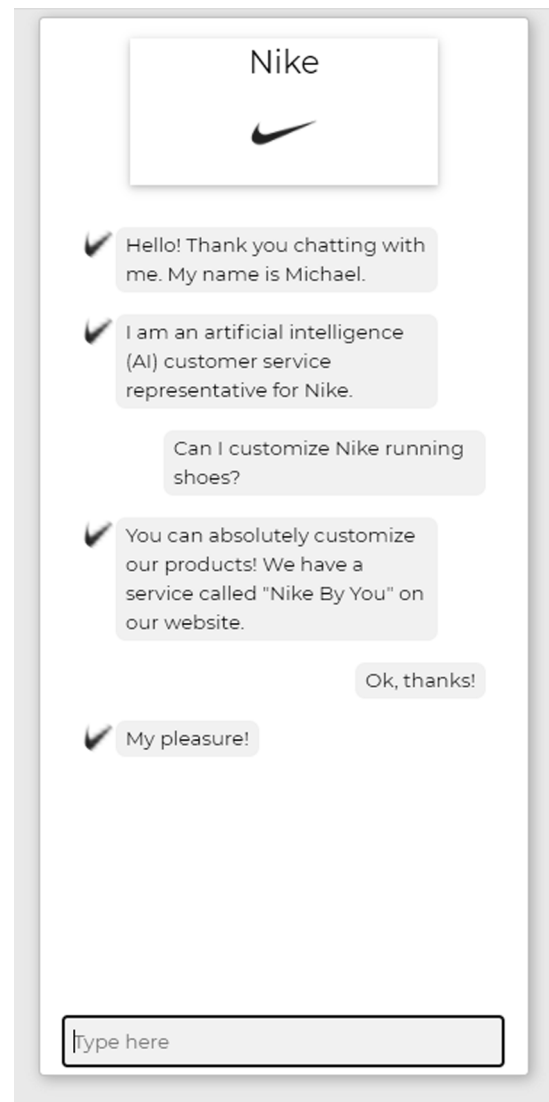 Nike
Hello! Thank you chatting with
me. My name is Michael.
I am an artificial intelligence
(AI) customer service
representative for Nike.
Can I customize Nike running
shoes?
You can absolutely customize
our products! We have a
service called "Nike By You" on
our website.
Ok, thanks!
My pleasure!
Type here